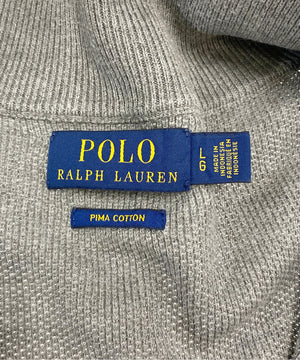 POLO
RALPH LAUREN
L
G
MADE IN
INDONESIA
FABRIQUÉ EN
INDONÉSIE
PIMA COTTON